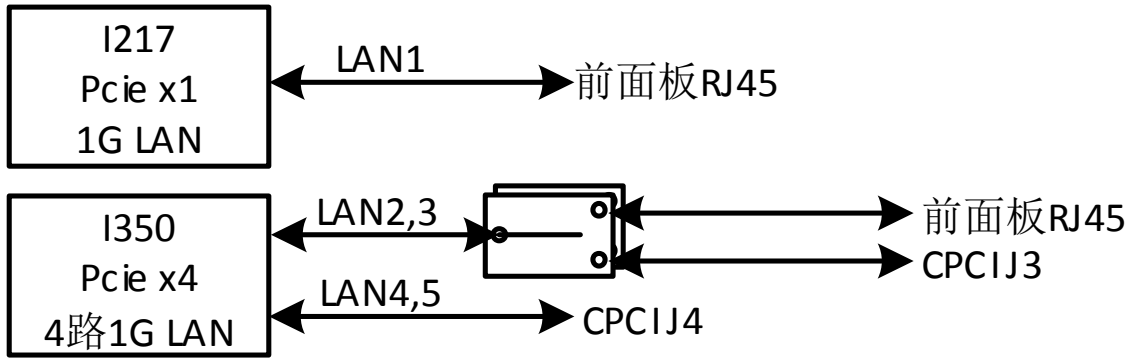 I217
Pcie x1
1G LAN
LAN1
前面板RJ45
I350
Pcie x4
4路1G LAN
LAN2,3
前面板RJ45
CPCIJ3
LAN4,5
CPCIJ4